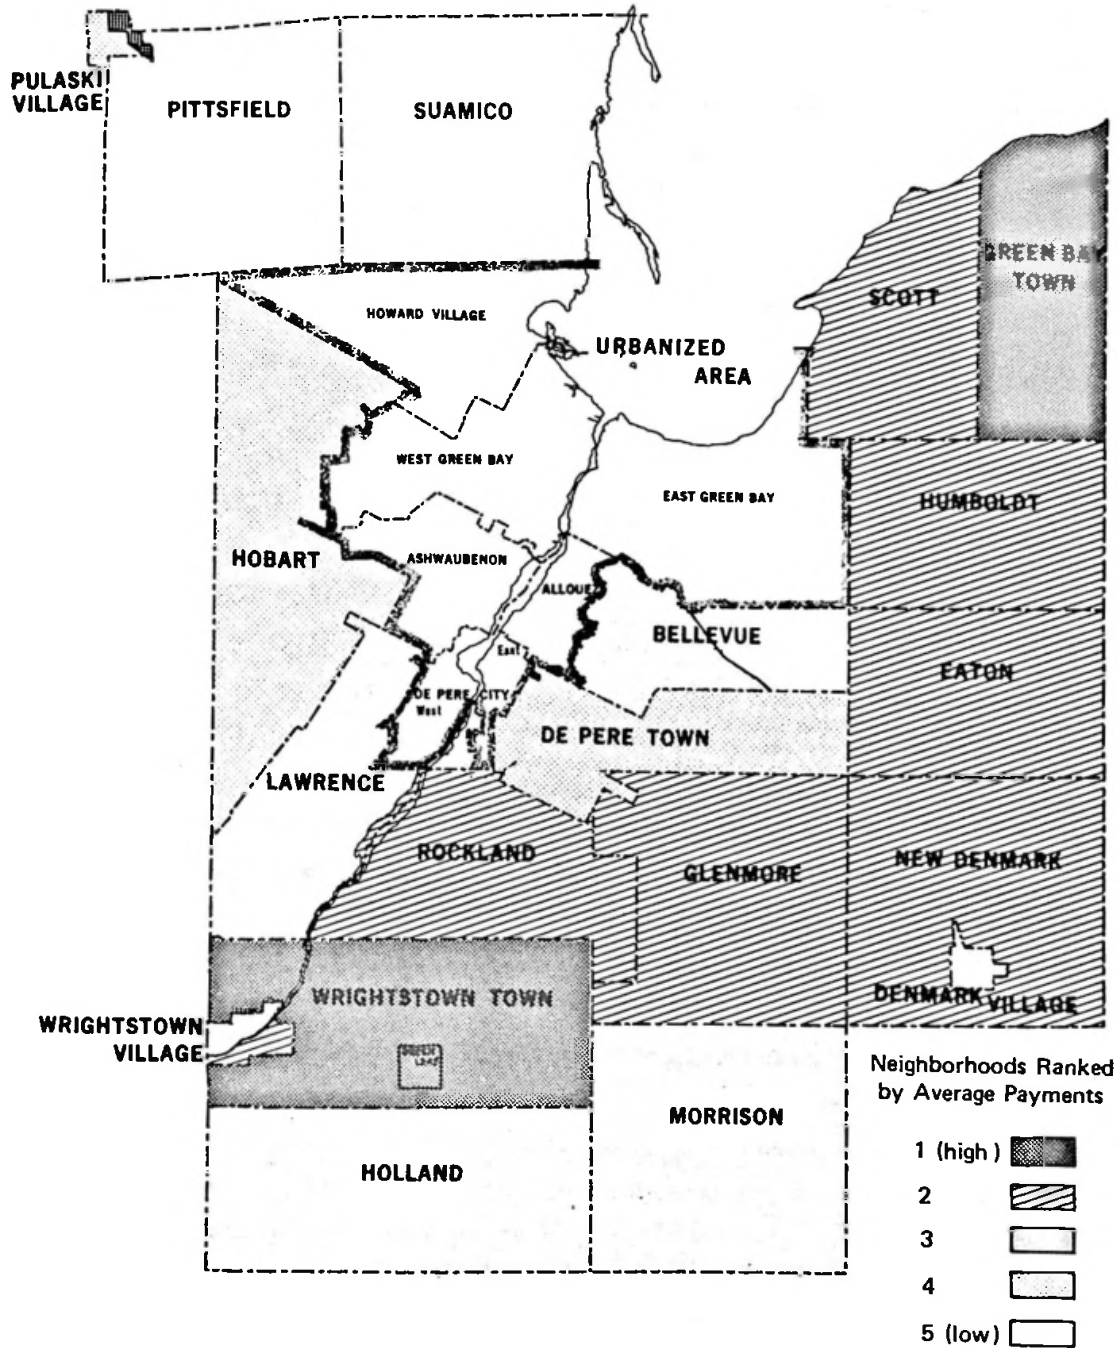 PULASKI
VILLAGE
PITTSFIELD
SUAMICO
GREEN BAY
TOWN
SCOTT
HOWARD VILLAGE
URBANIZED
AREA
WEST GREEN BAY
EAST GREEN BAY
HUMBOLDT
HOBART
ASHWAUBENON
ALLOUEZ
BELLEVUE
East
EATON
DE PERE CITY
West
DE PERE TOWN
LAWRENCE
ROCKLAND
GLENMORE
NEW DENMARK
WRIGHTSTOWN TOWN
DENMARK VILLAGE
WRIGHTSTOWN
VILLAGE
MORRISON
HOLLAND
Neighborhoods Ranked
by Average Payments
1 (high)
2
3
4
5 (low)